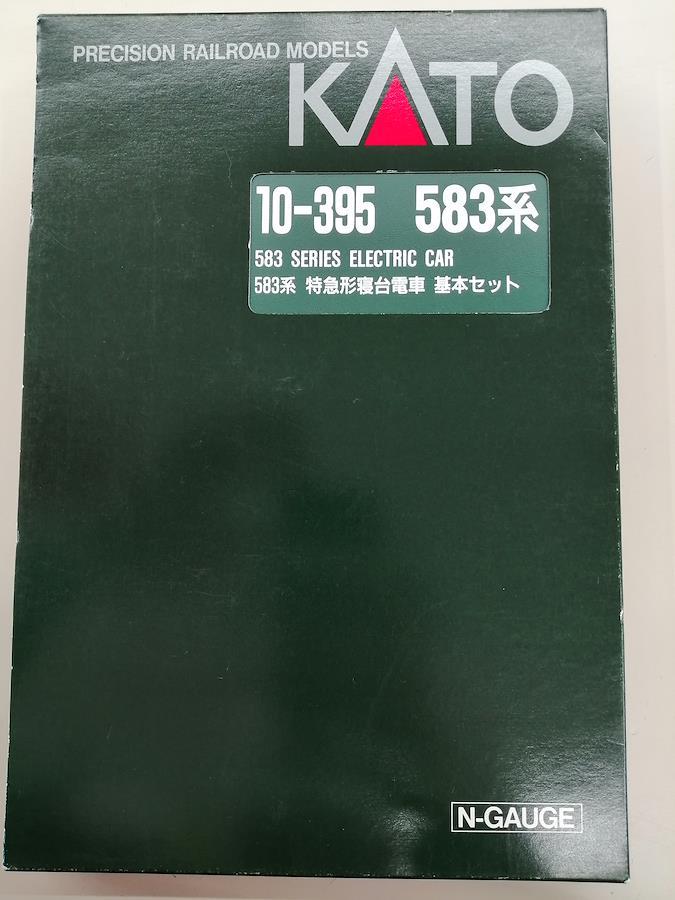 PRECISION RAILROAD MODELS
KATO
10-395 583系
583 SERIES ELECTRIC CAR
583系 特急形寝台電車 基本セット
N-GAUGE